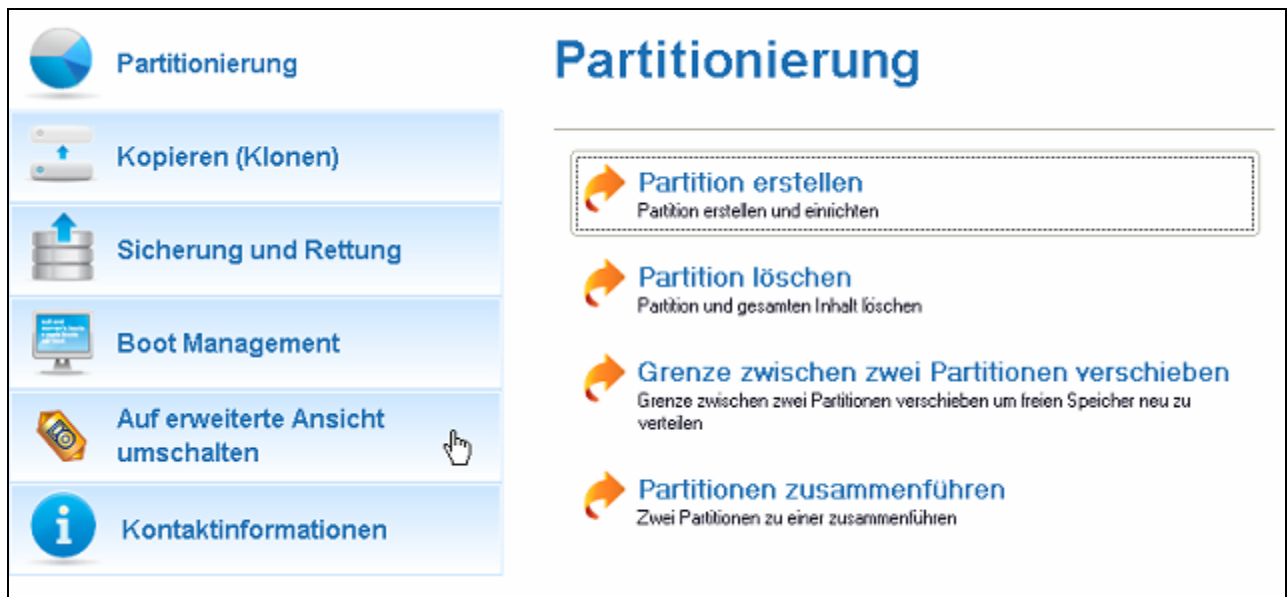 Partitionierung
Kopieren (Klonen)
Sicherung und Rettung
Boot Management
Auf erweiterte Ansicht
umschalten
Kontaktinformationen
Partitionierung
Partition erstellen
Partition erstellen und einrichten
Partition löschen
Partition und gesamten Inhalt löschen
Grenze zwischen zwei Partitionen verschieben
Grenze zwischen zwei Partitionen verschieben um freien Speicher neu zu
verteilen
Partitionen zusammenführen
Zwei Partitionen zu einer zusammenführen